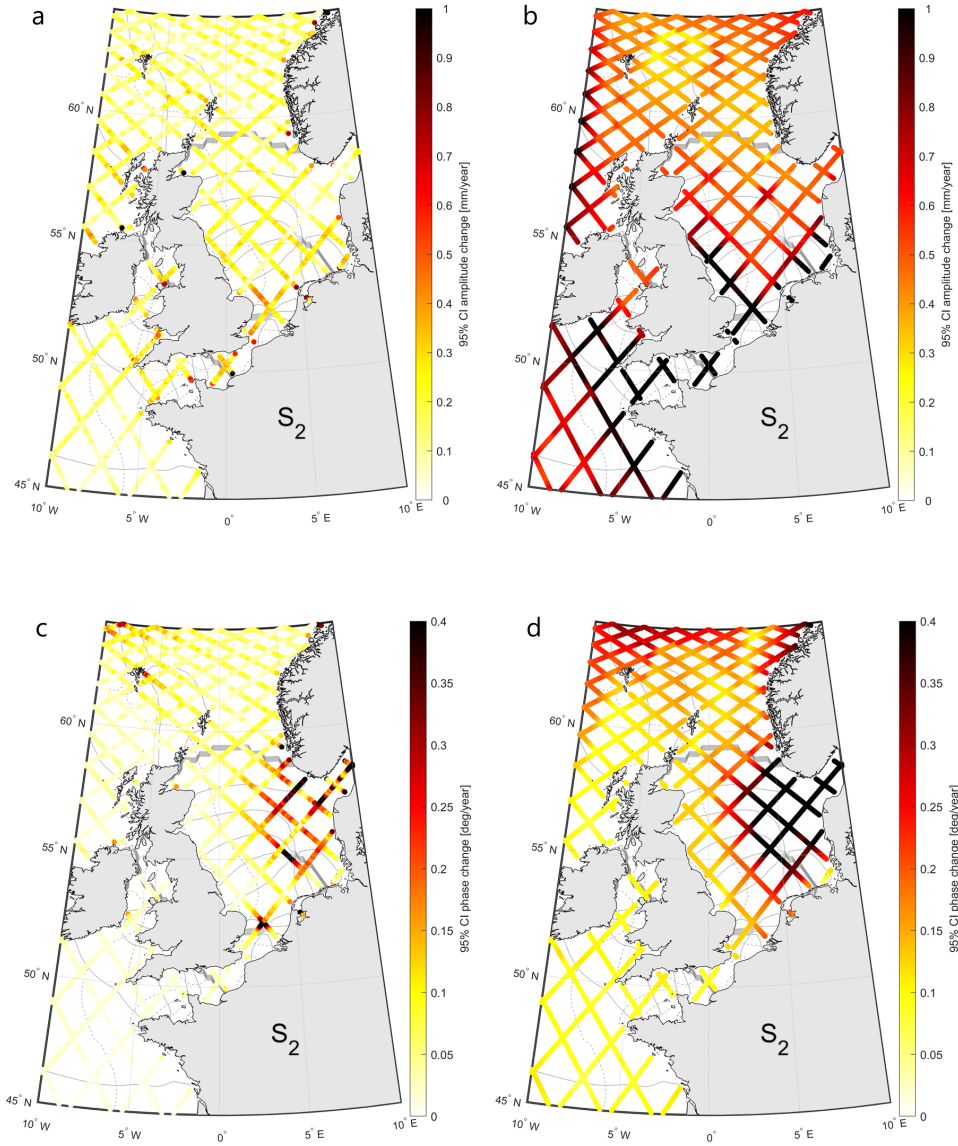 a
60° N
55° N
50° N
45° N
10° W
5° W
0°
5° E
10° E
S2
1
0.9
0.8
0.7
0.6
0.5
0.4
0.3
0.2
0.1
0
95% CI amplitude change [mm/year]
b
60° N
55° N
50° N
45° N
10° W
5° W
0°
5° E
10° E
S2
1
0.9
0.8
0.7
0.6
0.5
0.4
0.3
0.2
0.1
0
95% CI amplitude change [mm/year]
c
60° N
55° N
50° N
45° N
10° W
5° W
0°
5° E
10° E
S2
0.4
0.35
0.3
0.25
0.2
0.15
0.1
0.05
0
95% CI phase change [deg/year]
d
60° N
55° N
50° N
45° N
10° W
5° W
0°
5° E
10° E
S2
0.4
0.35
0.3
0.25
0.2
0.15
0.1
0.05
0
95% CI phase change [deg/year]